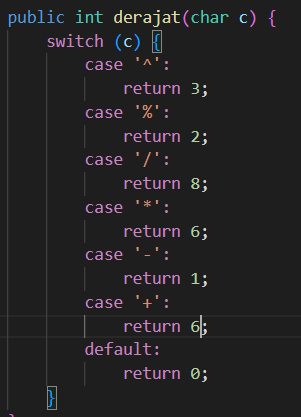 public int derajat(char c) {
switch (c) {
case '^':
return 3;
case '%':
return 2;
case '/':
return 8;
case '*':
return 6;
case '-':
return 1;
case '+':
return 6;
default:
return 0;
}